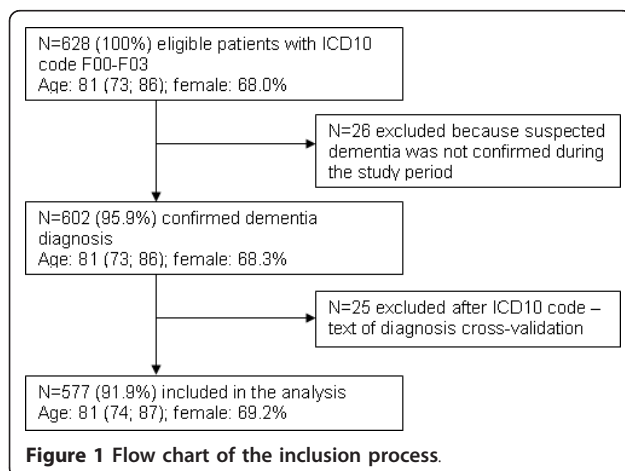 N=628 (100%) eligible patients with ICD10
code F00-F03
Age: 81 (73; 86); female: 68.0%
N=26 excluded because suspected
dementia was not confirmed during
the study period
N=602 (95.9%) confirmed dementia
diagnosis
Age: 81 (73; 86); female: 68.3%
N=25 excluded after ICD10 code –
text of diagnosis cross-validation
N=577 (91.9%) included in the analysis
Age: 81 (74; 87); female: 69.2%
Figure 1 Flow chart of the inclusion process.